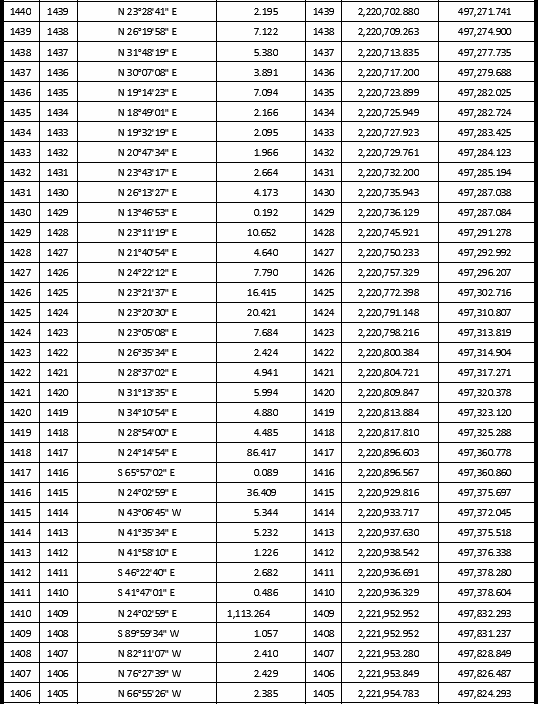 1440 1439 N 23°28'41" E 2.195 1439 2,220,702.880 497,271.741
1439 1438 N 26°19'58" E 7.122 1438 2,220,709.263 497,274.900
1438 1437 N 31°48'19" E 5.380 1437 2,220,713.835 497,277.735
1437 1436 N 30°07'08" E 3.891 1436 2,220,717.200 497,279.688
1436 1435 N 19°14'23" E 7.094 1435 2,220,723.899 497,282.025
1435 1434 N 18°49'01" E 2.166 1434 2,220,725.949 497,282.724
1434 1433 N 19°32'19" E 2.095 1433 2,220,727.923 497,283.425
1433 1432 N 20°47'34" E 1.966 1432 2,220,729.761 497,284.123
1432 1431 N 23°43'17" E 2.664 1431 2,220,732.200 497,285.194
1431 1430 N 26°13'27" E 4.173 1430 2,220,735.943 497,287.038
1430 1429 N 13°46'53" E 0.192 1429 2,220,736.129 497,287.084
1429 1428 N 23°11'19" E 10.652 1428 2,220,745.921 497,291.278
1428 1427 N 21°40'54" E 4.640 1427 2,220,750.233 497,292.992
1427 1426 N 24°22'12" E 7.790 1426 2,220,757.329 497,296.207
1426 1425 N 23°21'37" E 16.415 1425 2,220,772.398 497,302.716
1425 1424 N 23°20'30" E 20.421 1424 2,220,791.148 497,310.807
1424 1423 N 23°05'08" E 7.684 1423 2,220,798.216 497,313.819
1423 1422 N 26°35'34" E 2.424 1422 2,220,800.384 497,314.904
1422 1421 N 28°37'02" E 4.941 1421 2,220,804.721 497,317.271
1421 1420 N 31°13'35" E 5.994 1420 2,220,809.847 497,320.378
1420 1419 N 34°10'54" E 4.880 1419 2,220,813.884 497,323.120
1419 1418 N 28°54'00" E 4.485 1418 2,220,817.810 497,325.288
1418 1417 N 24°14'54" E 86.417 1417 2,220,896.603 497,360.778
1417 1416 S 65°57'02" E 0.089 1416 2,220,896.567 497,360.860
1416 1415 N 24°02'59" E 36.409 1415 2,220,929.816 497,375.697
1415 1414 N 43°06'45" W 5.344 1414 2,220,933.717 497,372.045
1414 1413 N 41°35'34" E 5.232 1413 2,220,937.630 497,375.518
1413 1412 N 41°58'10" E 1.226 1412 2,220,938.542 497,376.338
1412 1411 S 46°22'40" E 2.682 1411 2,220,936.691 497,378.280
1411 1410 S 41°47'01" E 0.486 1410 2,220,936.329 497,378.604
1410 1409 N 24°02'59" E 1,113.264 1409 2,221,952.952 497,832.293
1409 1408 S 89°59'34" W 1.057 1408 2,221,952.952 497,831.237
1408 1407 N 82°11'07" W 2.410 1407 2,221,953.280 497,828.849
1407 1406 N 76°27'39" W 2.429 1406 2,221,953.849 497,826.487
1406 1405 N 66°55'26" W 2.385 1405 2,221,954.783 497,824.293